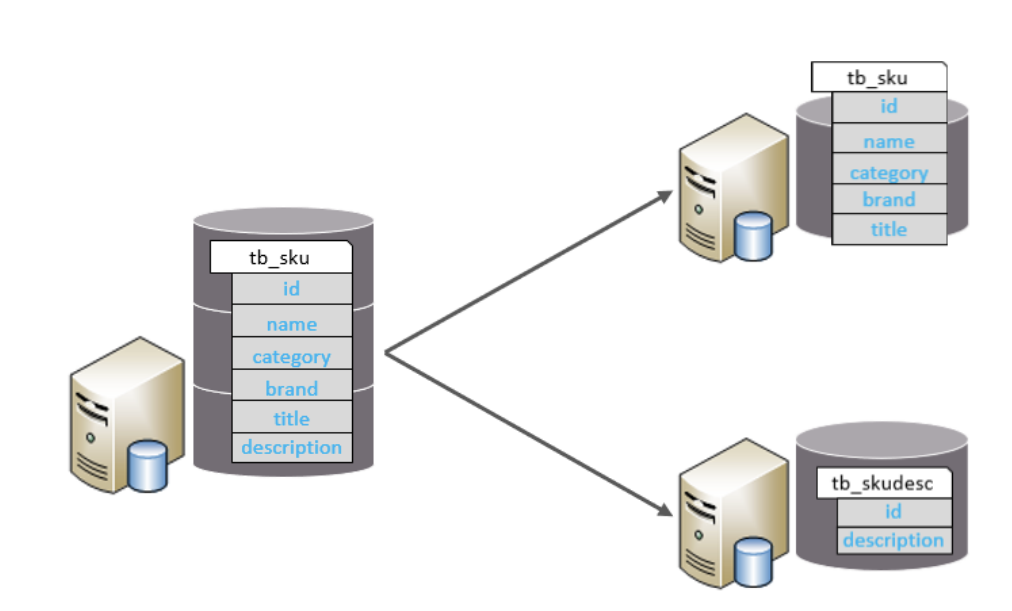 tb_sku
id
name
category
brand
title
description
tb_sku
id
name
category
brand
title
tb_skudesc
id
description